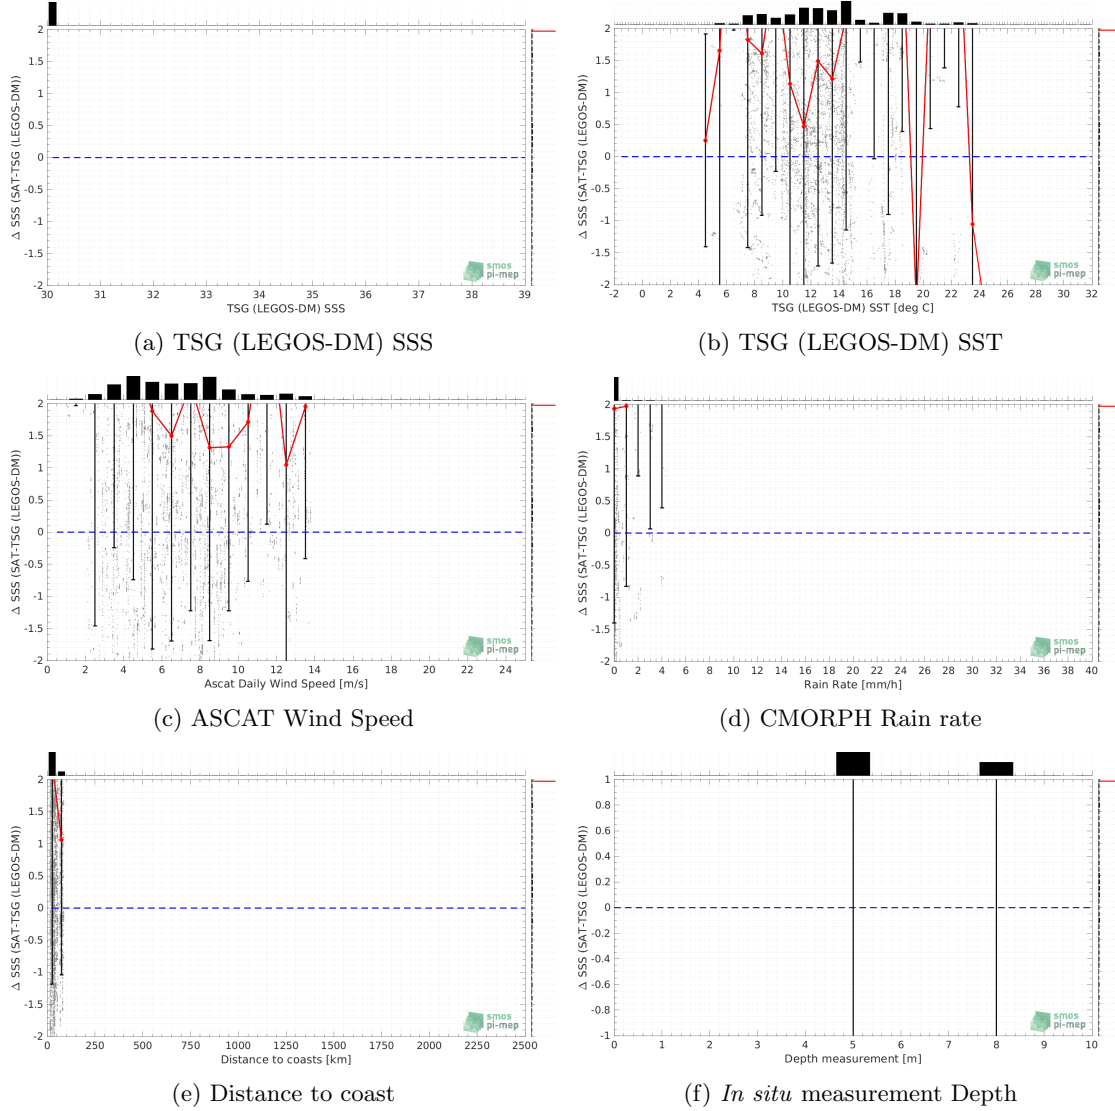 2
1.5
1
0.5
0
-0.5
-1
-1.5
-2
Δ SSS (SAT-TSG (LEGOS-DM))
30 31 32 33 34 35 36 37 38 39
TSG (LEGOS-DM) SSS
smos
pi-mep
(a) TSG (LEGOS-DM) SSS
2
1.5
1
0.5
0
-0.5
-1
-1.5
-2
Δ SSS (SAT-TSG (LEGOS-DM))
-2 0 2 4 6 8 10 12 14 16 18 20 22 24 26 28 30 32
TSG (LEGOS-DM) SST [deg C]
smos
pi-mep
(b) TSG (LEGOS-DM) SST
2
1.5
1
0.5
0
-0.5
-1
-1.5
-2
Δ SSS (SAT-TSG (LEGOS-DM))
0 2 4 6 8 10 12 14 16 18 20 22 24
Ascat Daily Wind Speed [m/s]
smos
pi-mep
(c) ASCAT Wind Speed
2
1.5
1
0.5
0
-0.5
-1
-1.5
-2
Δ SSS (SAT-TSG (LEGOS-DM))
0 2 4 6 8 10 12 14 16 18 20 22 24 26 28 30 32 34 36 38 40
Rain Rate [mm/h]
smos
pi-mep
(d) CMORPH Rain rate
2
1.5
1
0.5
0
-0.5
-1
-1.5
-2
Δ SSS (SAT-TSG (LEGOS-DM))
0 250 500 750 1000 1250 1500 1750 2000 2250 2500
Distance to coasts [km]
smos
pi-mep
(e) Distance to coast
1
0.8
0.6
0.4
0.2
0
-0.2
-0.4
-0.6
-0.8
-1
Δ SSS (SAT-TSG (LEGOS-DM))
0 1 2 3 4 5 6 7 8 9 10
Depth measurement [m]
smos
pi-mep
(f) In situ measurement Depth